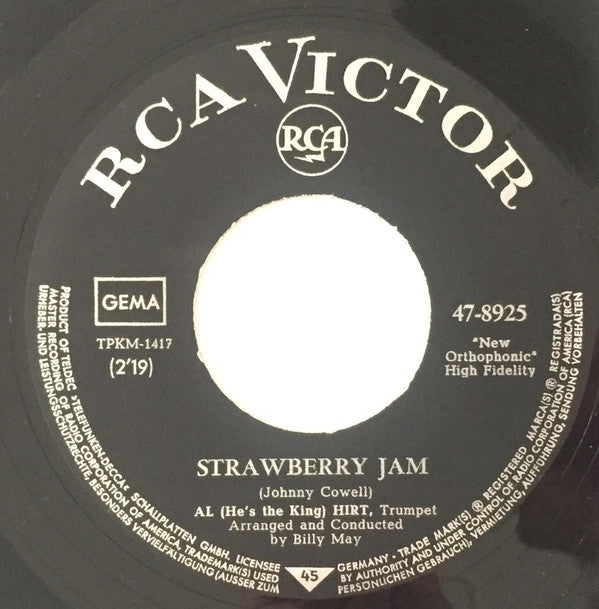 RCA VICTOR
RCA
GEMA
TPKM-1417
(2'19)
47-8925
"New
Orthophonic"
High Fidelity
STRAWBERRY JAM
(Johnny Cowell)
AL (He's the King) HIRT, Trumpet
Arranged and Conducted
by Billy May
45
PRODUCT OF TELDEC »TELEFUNKEN-DECCA« SCHALLPLATTEN GMBH. LICENSEE
MASTER RECORDING OF RADIO CORPORATION OF AMERICA, TRADEMARK(S) USED
URHEBER- UND LEISTUNGSSCHUTZRECHTE, BESONDERS VERVIELFÄLTIGUNG (AUSSER ZUM
GERMANY - TRADE MARK(S) ® REGISTERED MARCA(S) ® REGISTRADA(S)
BY AUTHORITY AND UNDER CONTROL OF RADIO CORPORATION OF AMERICA (RCA)
PERSÖNLICHEN GEBRAUCH), VERMIETUNG, AUFFÜHRUNG, SENDUNG VORBEHALTEN